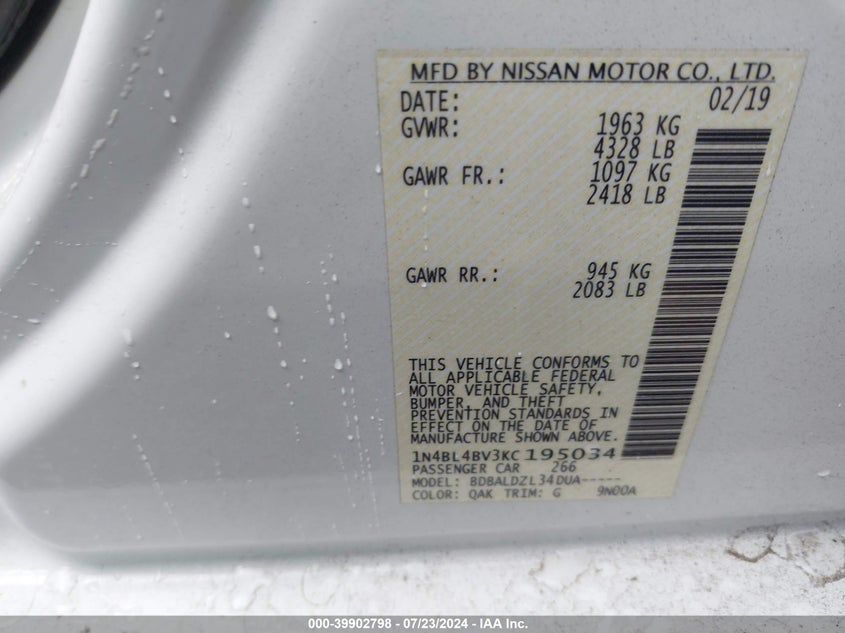 MFD BY NISSAN MOTOR CO., LTD.
DATE: 02/19
GVWR: 1963 KG
4328 LB
GAWR FR.: 1097 KG
2418 LB
GAWR RR.: 945 KG
2083 LB
THIS VEHICLE CONFORMS TO
ALL APPLICABLE FEDERAL
MOTOR VEHICLE SAFETY,
BUMPER, AND THEFT
PREVENTION STANDARDS IN
EFFECT ON THE DATE OF
MANUFACTURE SHOWN ABOVE.
1N4BL4BV3KC195034
PASSENGER CAR 266
MODEL: BDBALDZL34DUA-----
COLOR: QAK TRIM: G 9N00A
000-39902798 - 07/23/2024 - IAA Inc.